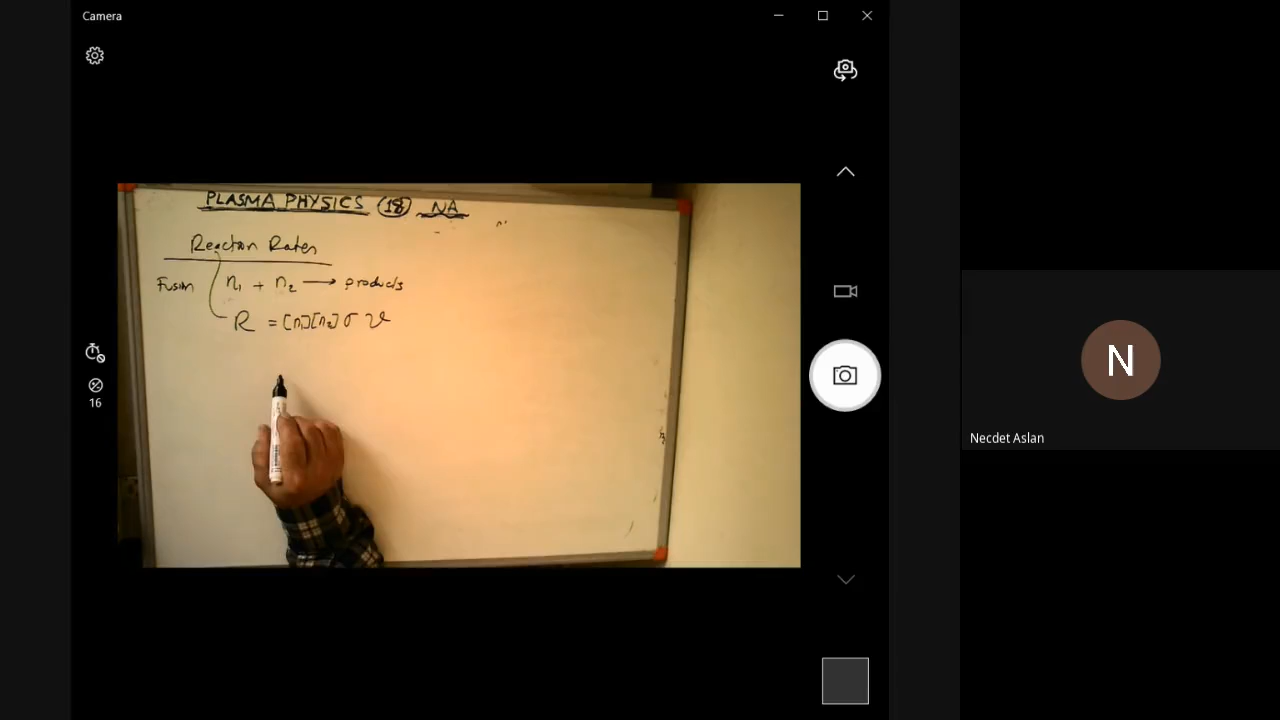 Camera
PLASMA PHYSICS (18) NA
Reaction Rates
Fusion n₁ + n₂ → products
R = [n₁][n₂] σ v
16
N
Necdet Aslan